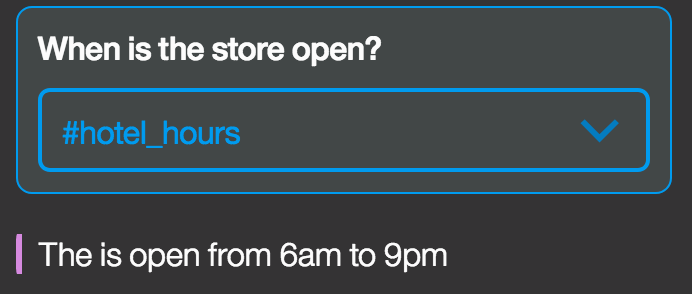 When is the store open?
#hotel_hours
The is open from 6am to 9pm